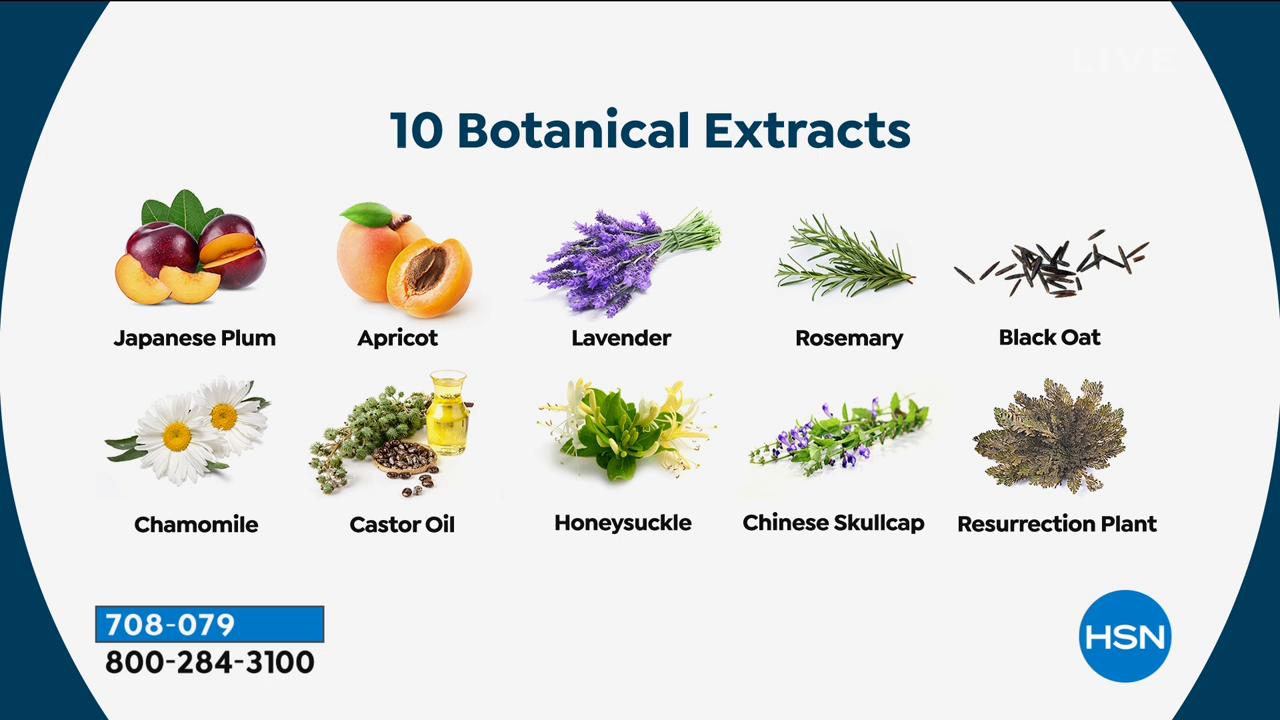 LIVE
10 Botanical Extracts
Japanese Plum
Apricot
Lavender
Rosemary
Black Oat
Chamomile
Castor Oil
Honeysuckle
Chinese Skullcap
Resurrection Plant
708-079
800-284-3100
HSN